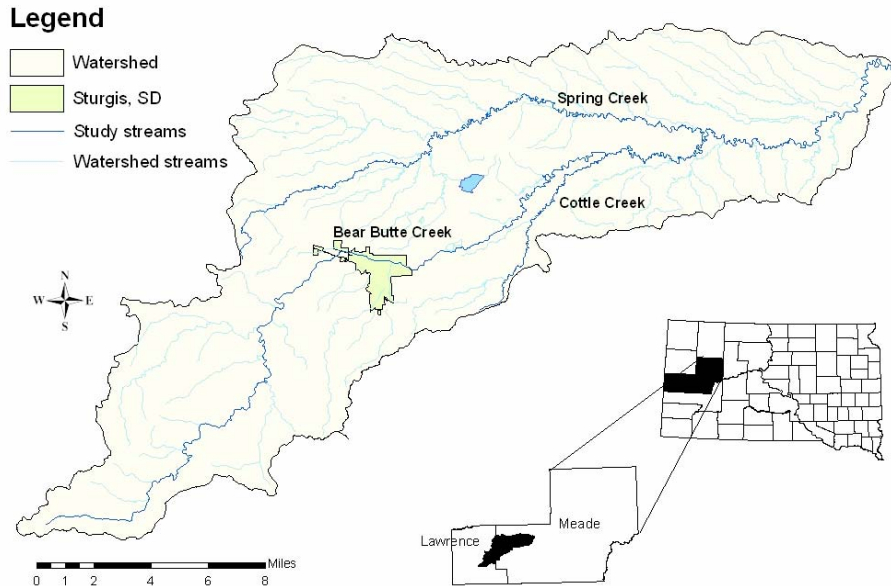 Legend
Watershed
Sturgis, SD
Study streams
Watershed streams
Spring Creek
Cottle Creek
Bear Butte Creek
N
W E
S
Meade
Lawrence
Miles
0 1 2 4 6 8